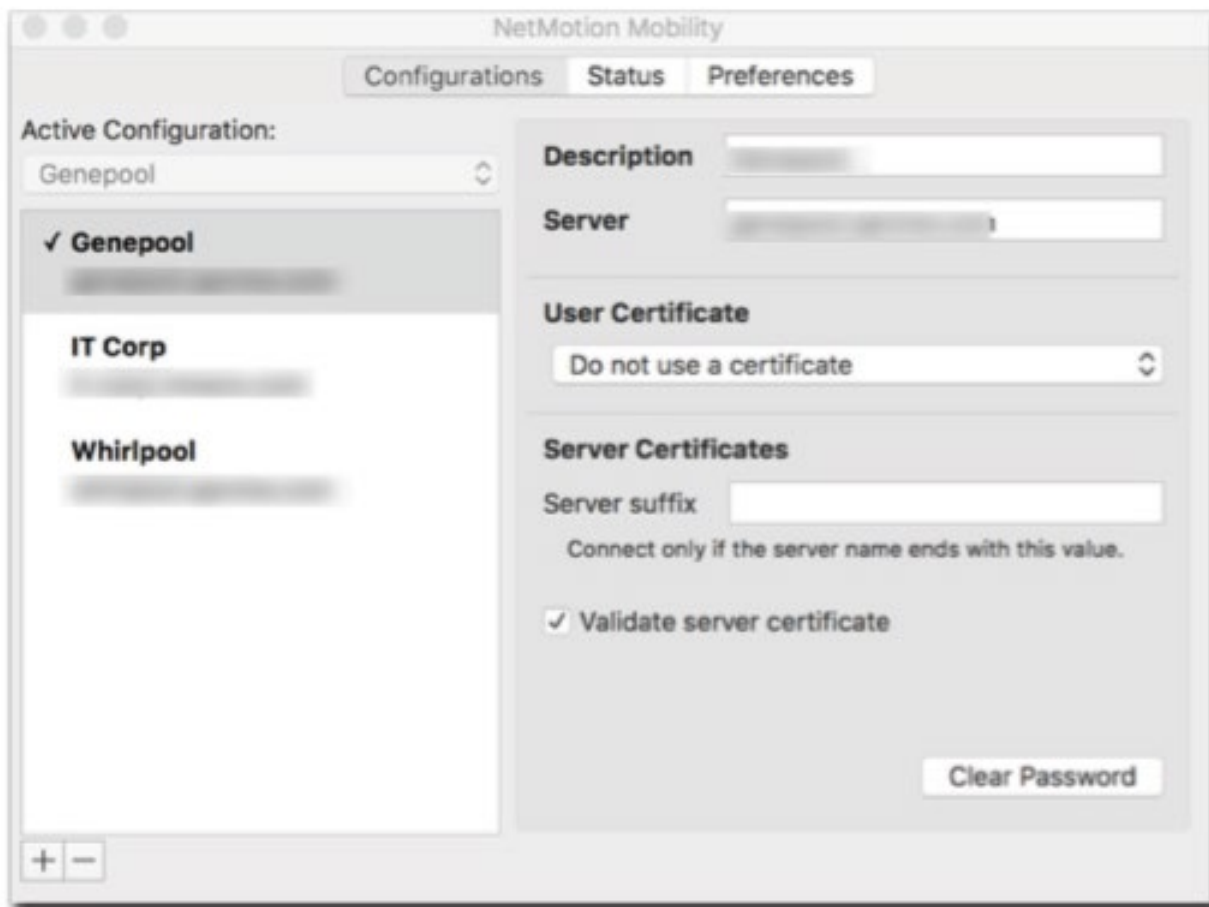 NetMotion Mobility
Configurations Status Preferences
Active Configuration:
Genepool
✓ Genepool
IT Corp
Whirlpool
Description
Server
User Certificate
Do not use a certificate
Server Certificates
Server suffix
Connect only if the server name ends with this value.
✓ Validate server certificate
Clear Password